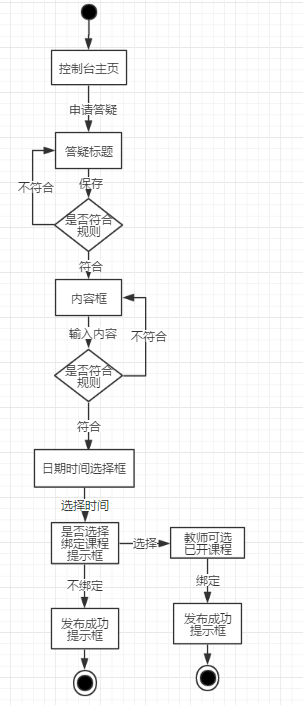 控制台主页
申请答疑
答疑标题
不符合
保存
是否符合
规则
符合
内容框
输入内容
不符合
是否符合
规则
符合
日期时间选择框
选择时间
是否选择
绑定课程
提示框
选择
教师可选
已开课程
不绑定
绑定
发布成功
提示框
发布成功
提示框